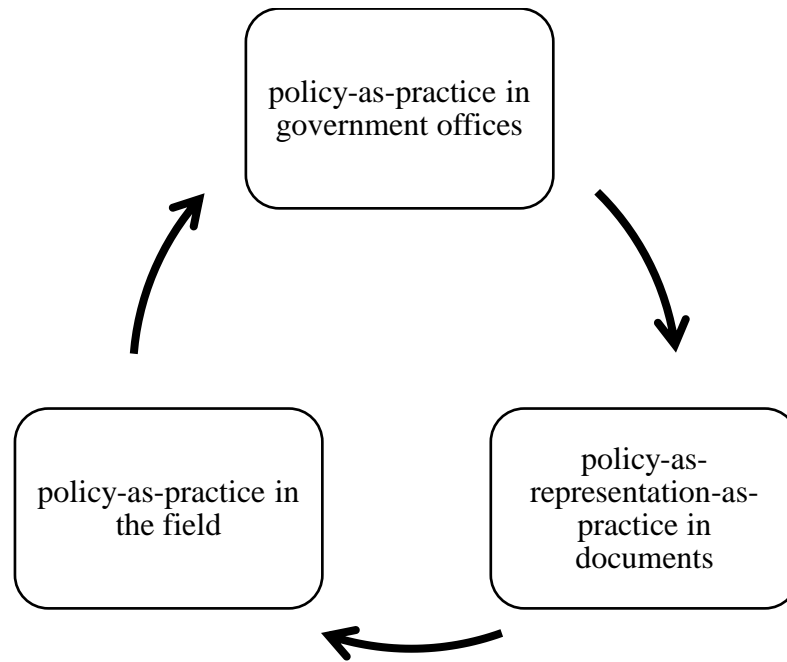 policy-as-practice in
government offices
policy-as-practice in
the field
policy-as-
representation-as-
practice in
documents